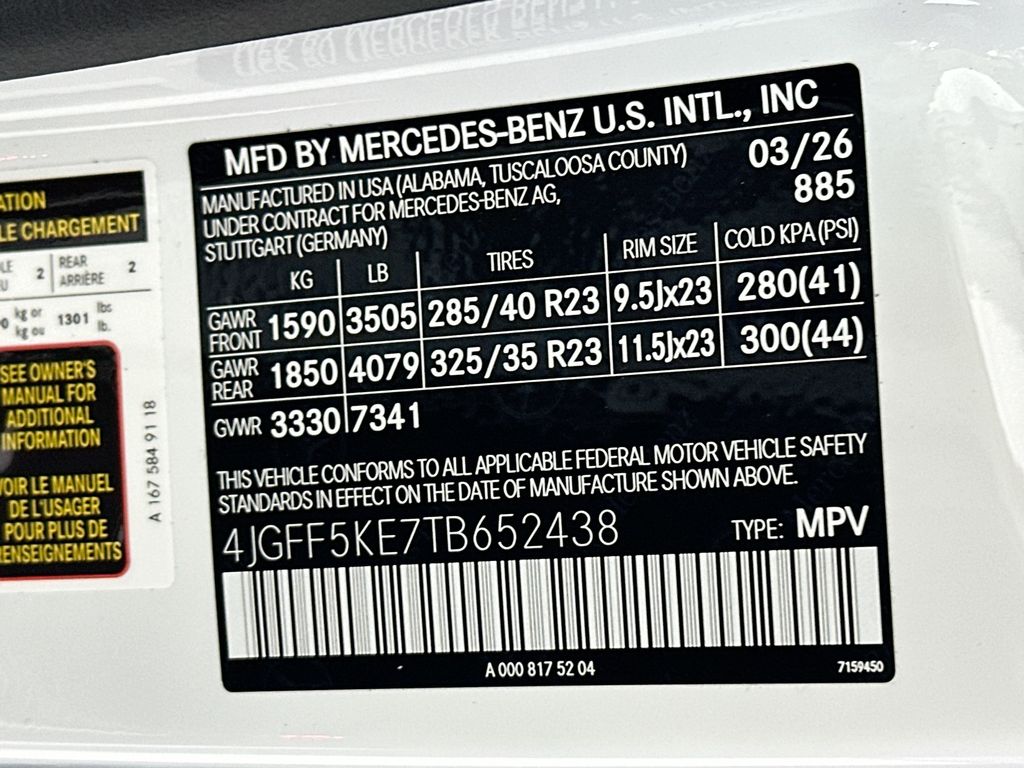 MFD BY MERCEDES-BENZ U.S. INTL., INC
MANUFACTURED IN USA (ALABAMA, TUSCALOOSA COUNTY) 03/26
UNDER CONTRACT FOR MERCEDES-BENZ AG, 885
STUTTGART (GERMANY)
KG LB TIRES RIM SIZE COLD KPA (PSI)
GAWR FRONT 1590 3505 285/40 R23 9.5Jx23 280(41)
GAWR REAR 1850 4079 325/35 R23 11.5Jx23 300(44)
GVWR 3330 7341
THIS VEHICLE CONFORMS TO ALL APPLICABLE FEDERAL MOTOR VEHICLE SAFETY
STANDARDS IN EFFECT ON THE DATE OF MANUFACTURE SHOWN ABOVE.
4JGFF5KE7TB652438 TYPE: MPV
A 000 817 52 04 7159450
CHARGEMENT
2 REAR ARRIÈRE 2
kg or kg ou 1301 lbs lb.
SEE OWNER'S
MANUAL FOR
ADDITIONAL
INFORMATION
VOIR LE MANUEL
DE L'USAGER
POUR PLUS DE
RENSEIGNEMENTS
A 167 584 91 18